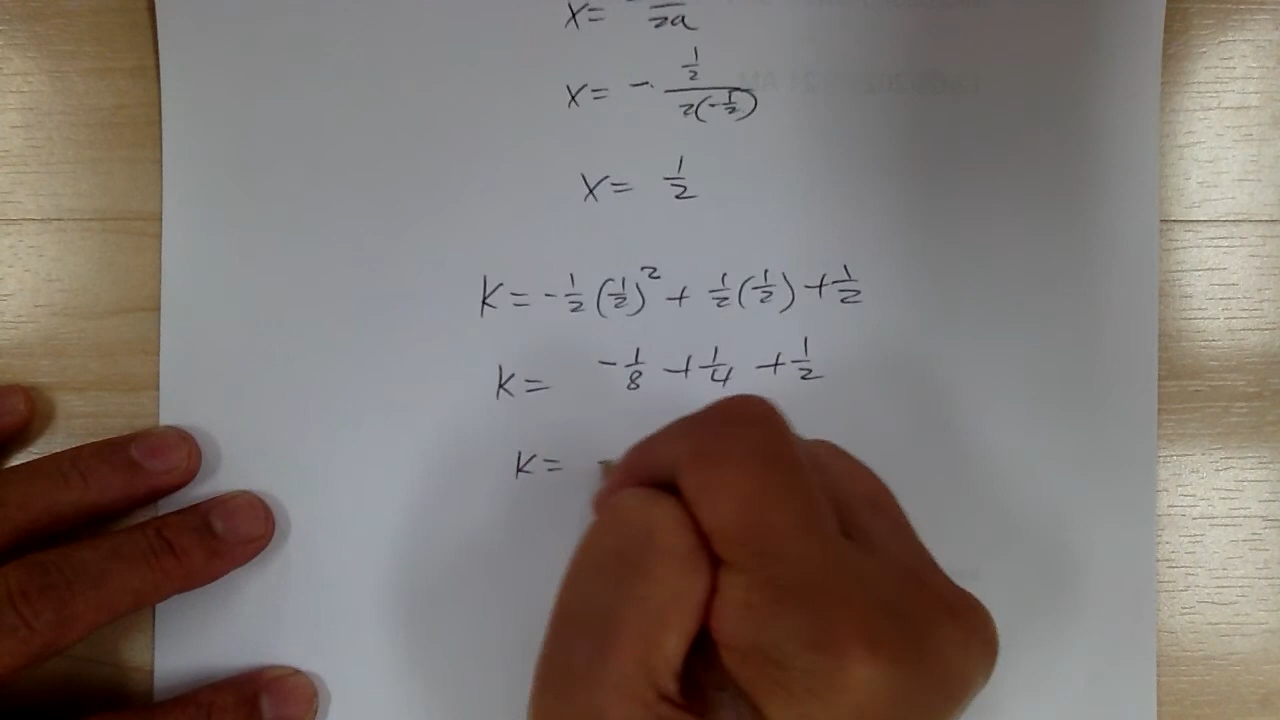 x = - /2a
x = - (1/2)/(2(-1/2))
x = 1/2
K = -1/2 (1/2)² + 1/2 (1/2) + 1/2
K = -1/8 + 1/4 + 1/2
K = -